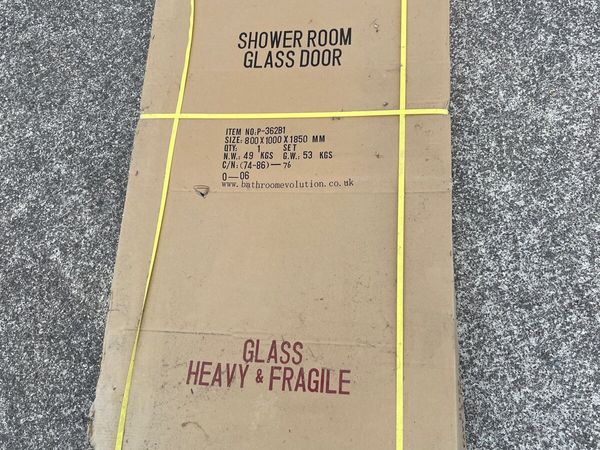 SHOWER ROOM
GLASS DOOR
ITEM NO:P-362B1
SIZE: 800X1000X1850 MM
QTY: 1 SET
N.W.: 49 KGS G.W.: 53 KGS
C/N: (74-86)—76
0—06
www.bathroomevolution.co.uk
GLASS
HEAVY & FRAGILE